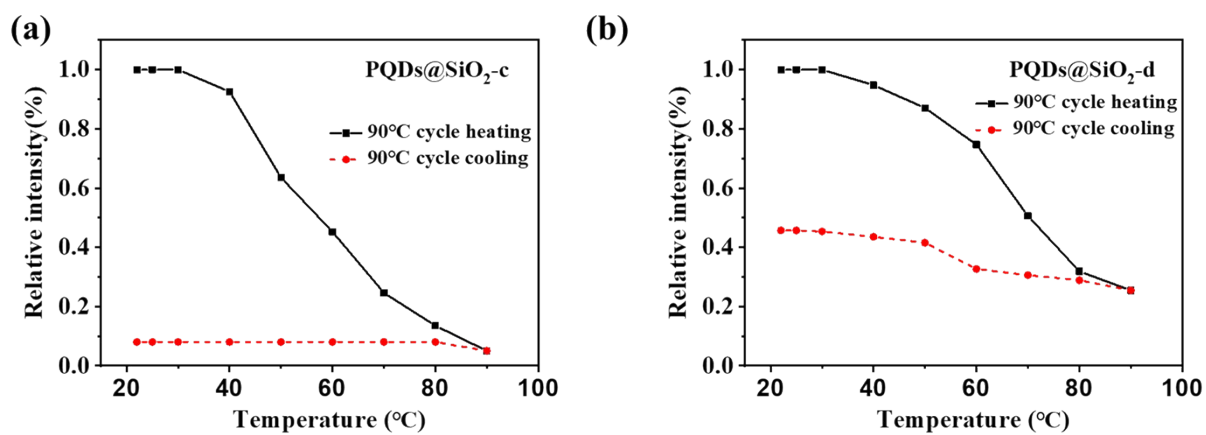 (a)
PQDs@SiO₂-c
90°C cycle heating
90°C cycle cooling
Relative intensity(%)
1.0
0.8
0.6
0.4
0.2
0.0
20 40 60 80 100
Temperature (°C)
(b)
PQDs@SiO₂-d
90°C cycle heating
90°C cycle cooling
Relative intensity(%)
1.0
0.8
0.6
0.4
0.2
0.0
20 40 60 80 100
Temperature (°C)